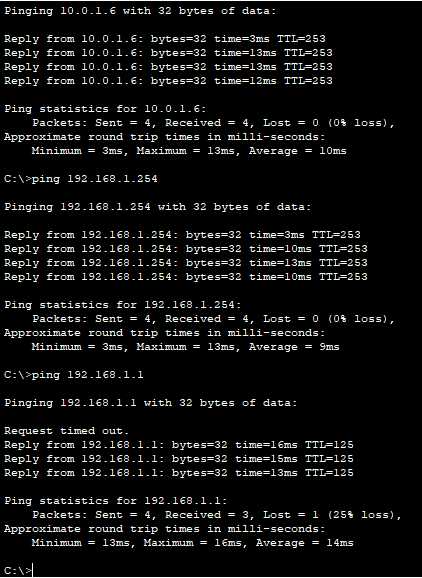 Pinging 10.0.1.6 with 32 bytes of data:
Reply from 10.0.1.6: bytes=32 time=3ms TTL=253
Reply from 10.0.1.6: bytes=32 time=13ms TTL=253
Reply from 10.0.1.6: bytes=32 time=13ms TTL=253
Reply from 10.0.1.6: bytes=32 time=12ms TTL=253
Ping statistics for 10.0.1.6:
Packets: Sent = 4, Received = 4, Lost = 0 (0% loss),
Approximate round trip times in milli-seconds:
Minimum = 3ms, Maximum = 13ms, Average = 10ms
C:\>ping 192.168.1.254
Pinging 192.168.1.254 with 32 bytes of data:
Reply from 192.168.1.254: bytes=32 time=3ms TTL=253
Reply from 192.168.1.254: bytes=32 time=10ms TTL=253
Reply from 192.168.1.254: bytes=32 time=13ms TTL=253
Reply from 192.168.1.254: bytes=32 time=10ms TTL=253
Ping statistics for 192.168.1.254:
Packets: Sent = 4, Received = 4, Lost = 0 (0% loss),
Approximate round trip times in milli-seconds:
Minimum = 3ms, Maximum = 13ms, Average = 9ms
C:\>ping 192.168.1.1
Pinging 192.168.1.1 with 32 bytes of data:
Request timed out.
Reply from 192.168.1.1: bytes=32 time=16ms TTL=125
Reply from 192.168.1.1: bytes=32 time=15ms TTL=125
Reply from 192.168.1.1: bytes=32 time=13ms TTL=125
Ping statistics for 192.168.1.1:
Packets: Sent = 4, Received = 3, Lost = 1 (25% loss),
Approximate round trip times in milli-seconds:
Minimum = 13ms, Maximum = 16ms, Average = 14ms
C:\>